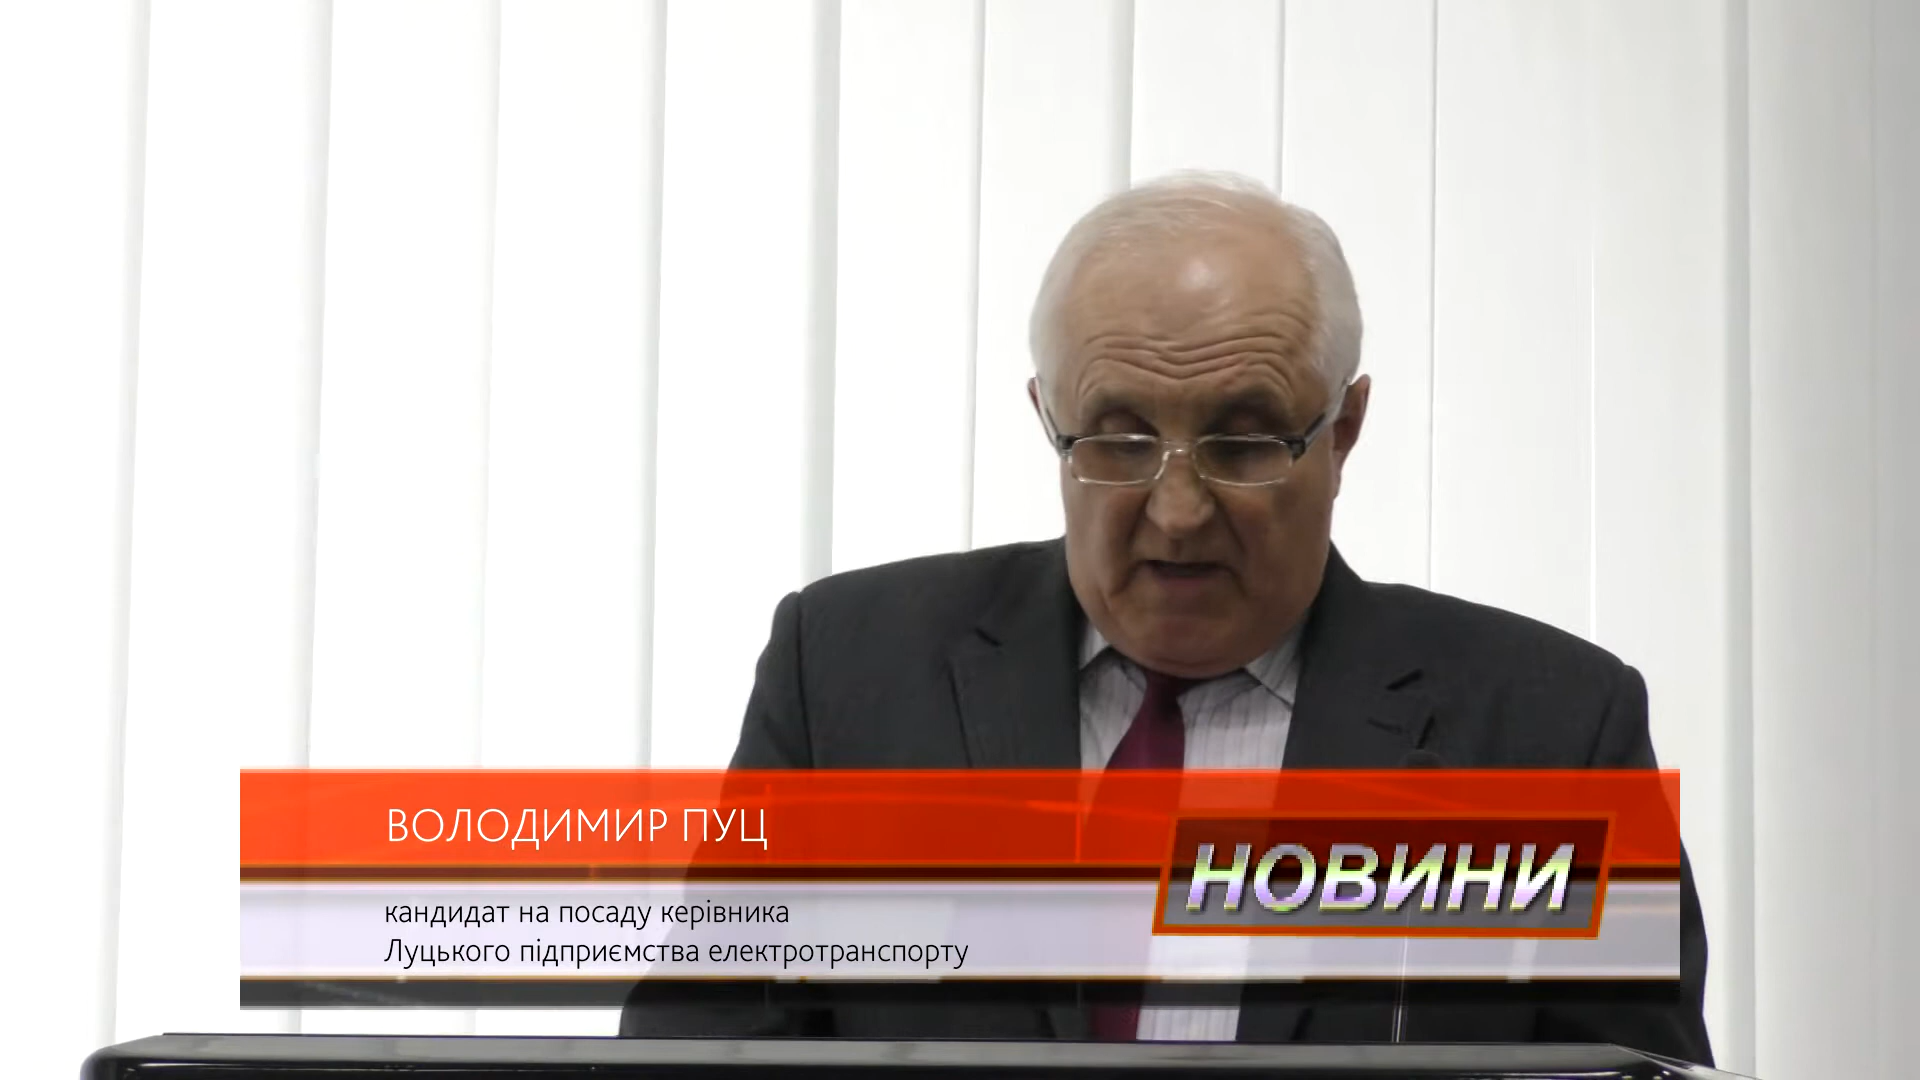 ВОЛОДИМИР ПУЦ
НОВИНИ
кандидат на посаду керівника
Луцького підприємства електротранспорту